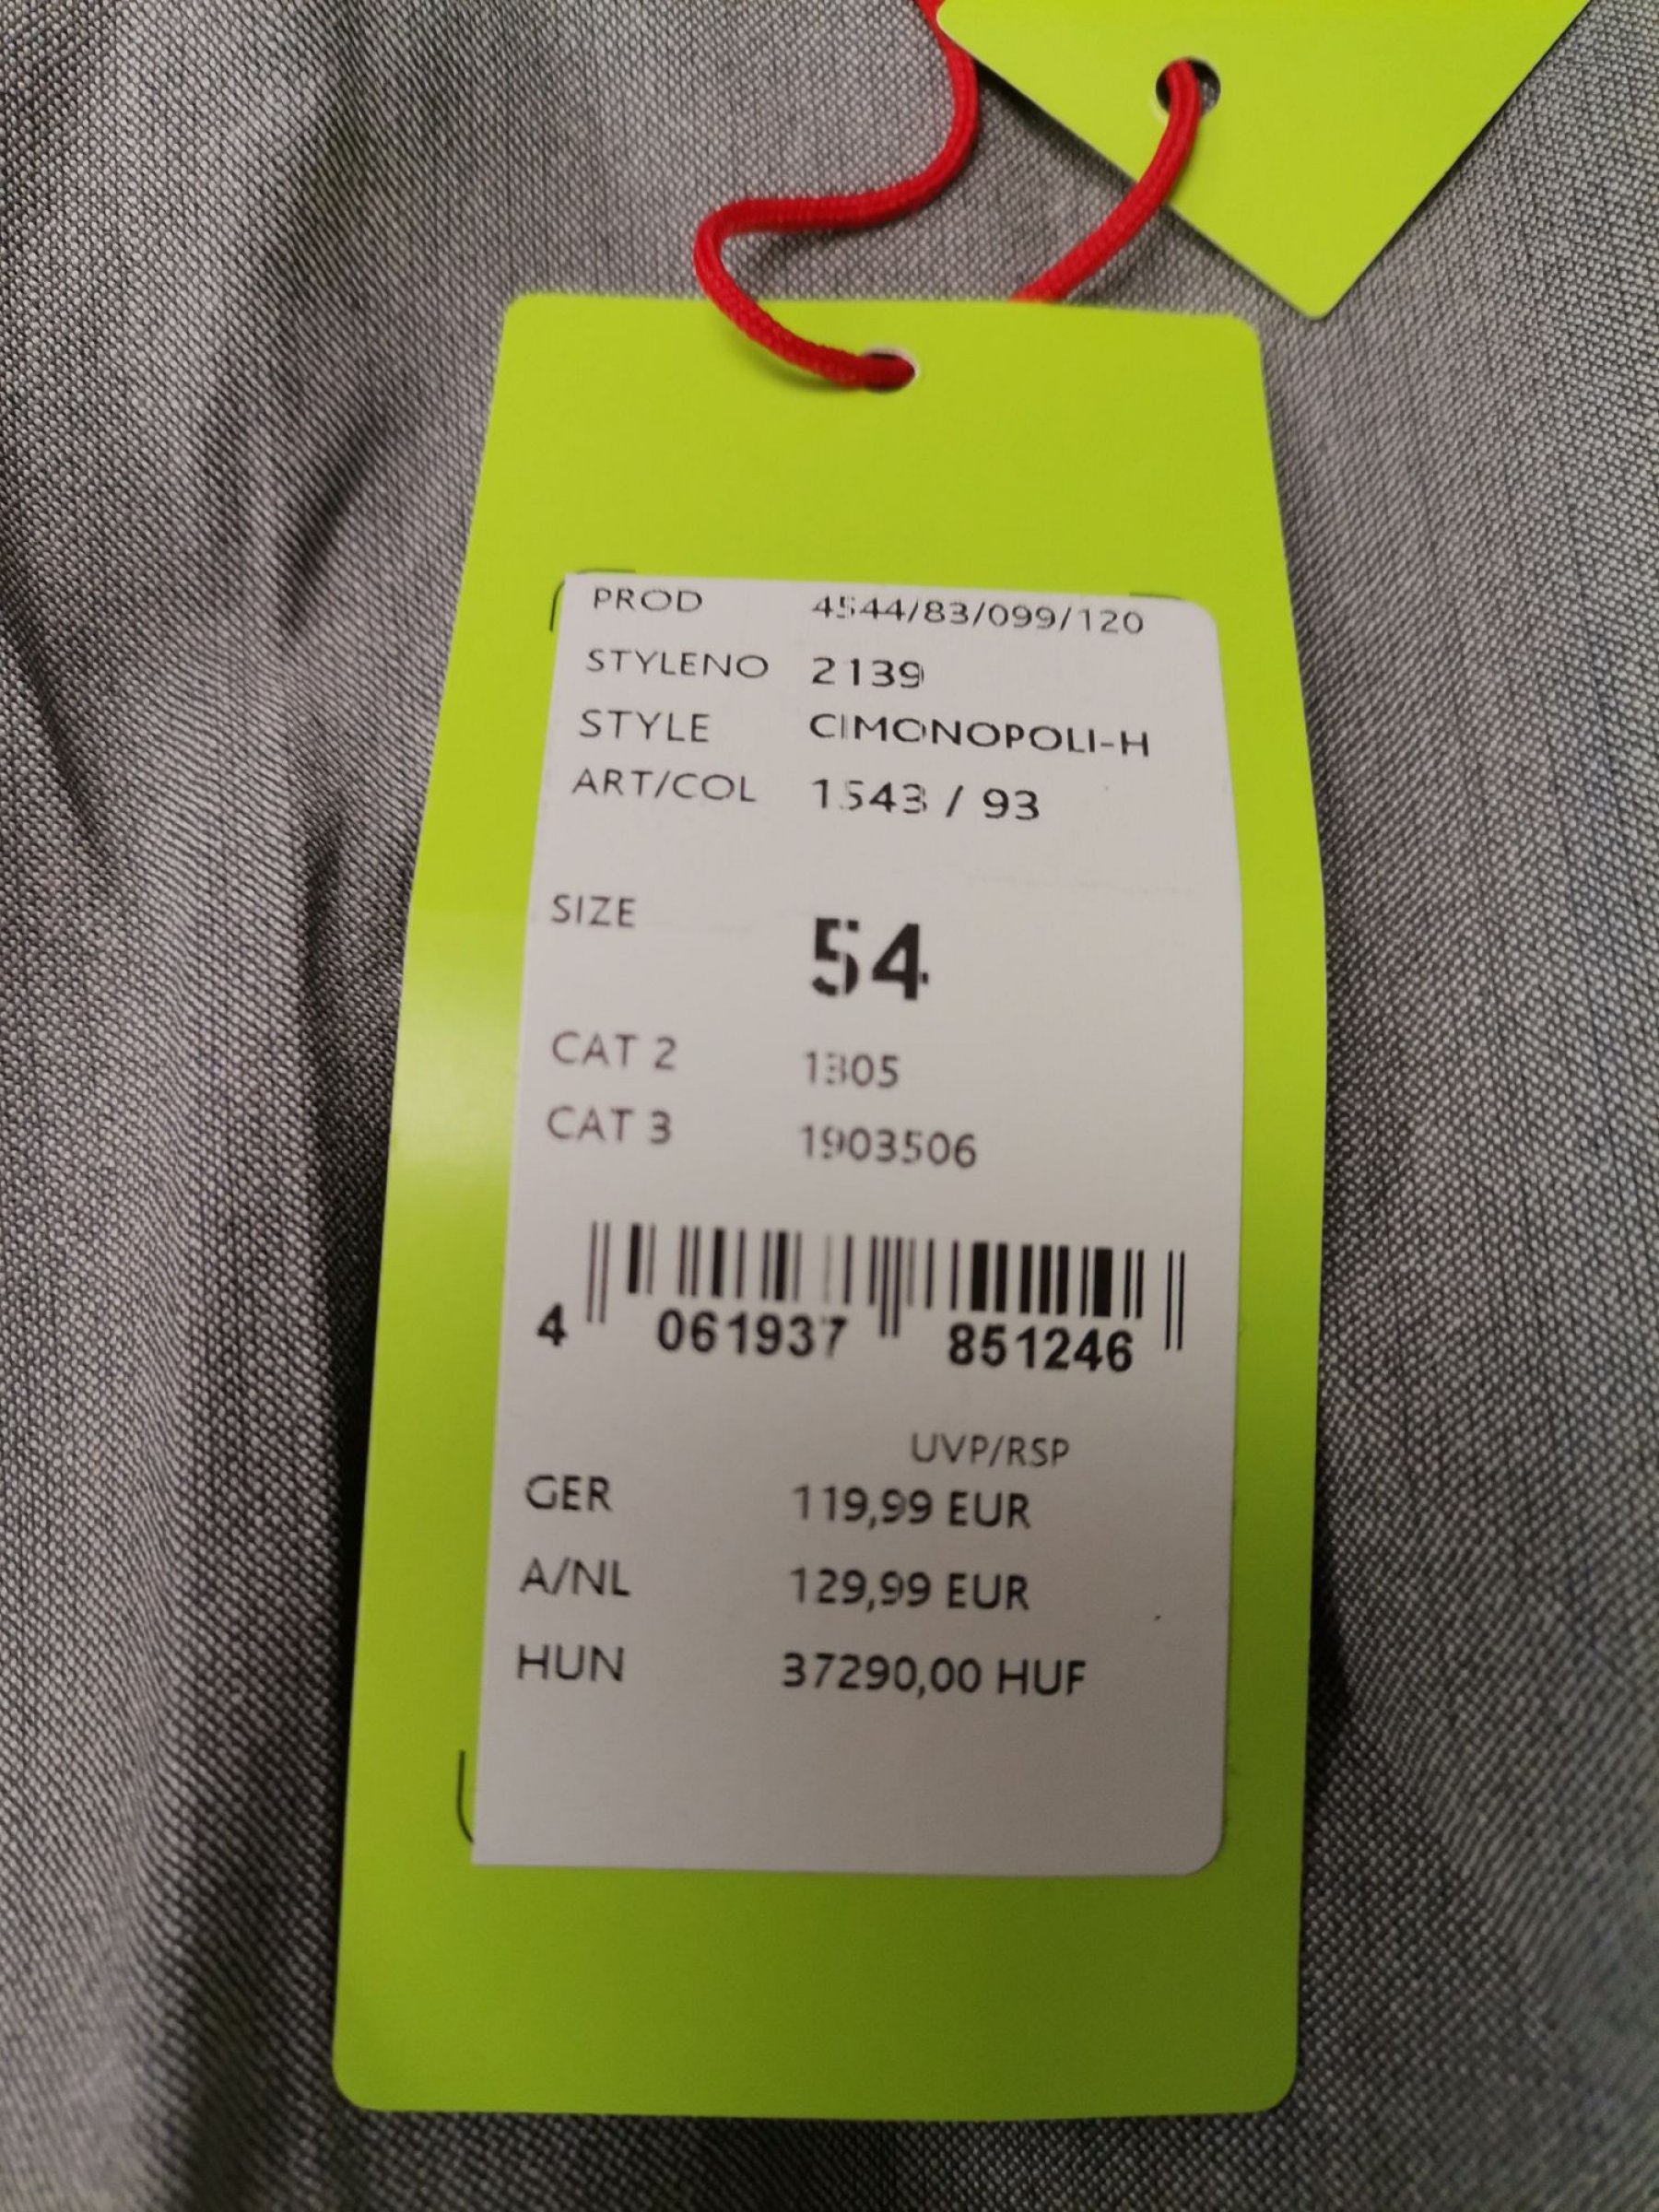 PROD 4544/83/099/120
STYLENO 2139
STYLE CIMONOPOLI-H
ART/COL 1543 / 93
SIZE 54
CAT 2 1305
CAT 3 1903506
4 061937 851246
UVP/RSP
GER 119,99 EUR
A/NL 129,99 EUR
HUN 37290,00 HUF